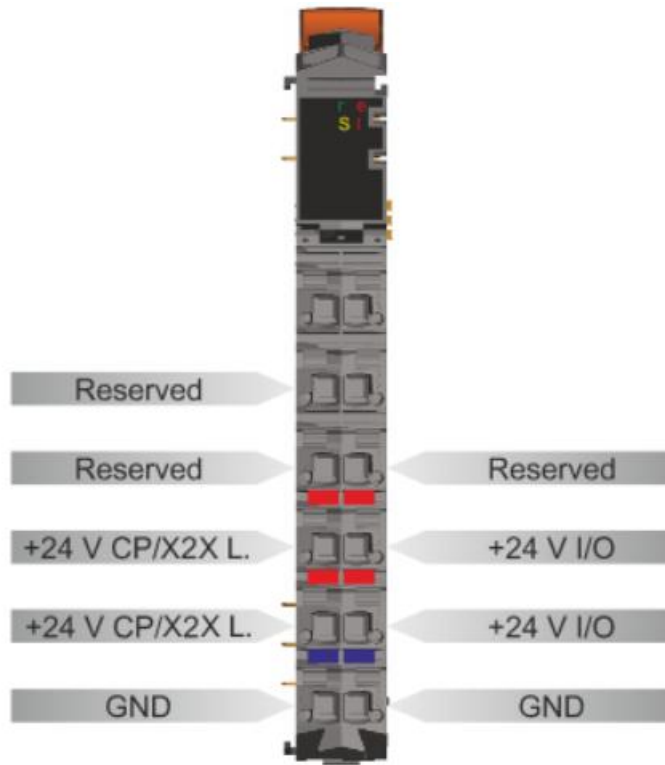 r e
S l
Reserved
Reserved Reserved
+24 V CP/X2X L. +24 V I/O
+24 V CP/X2X L. +24 V I/O
GND GND